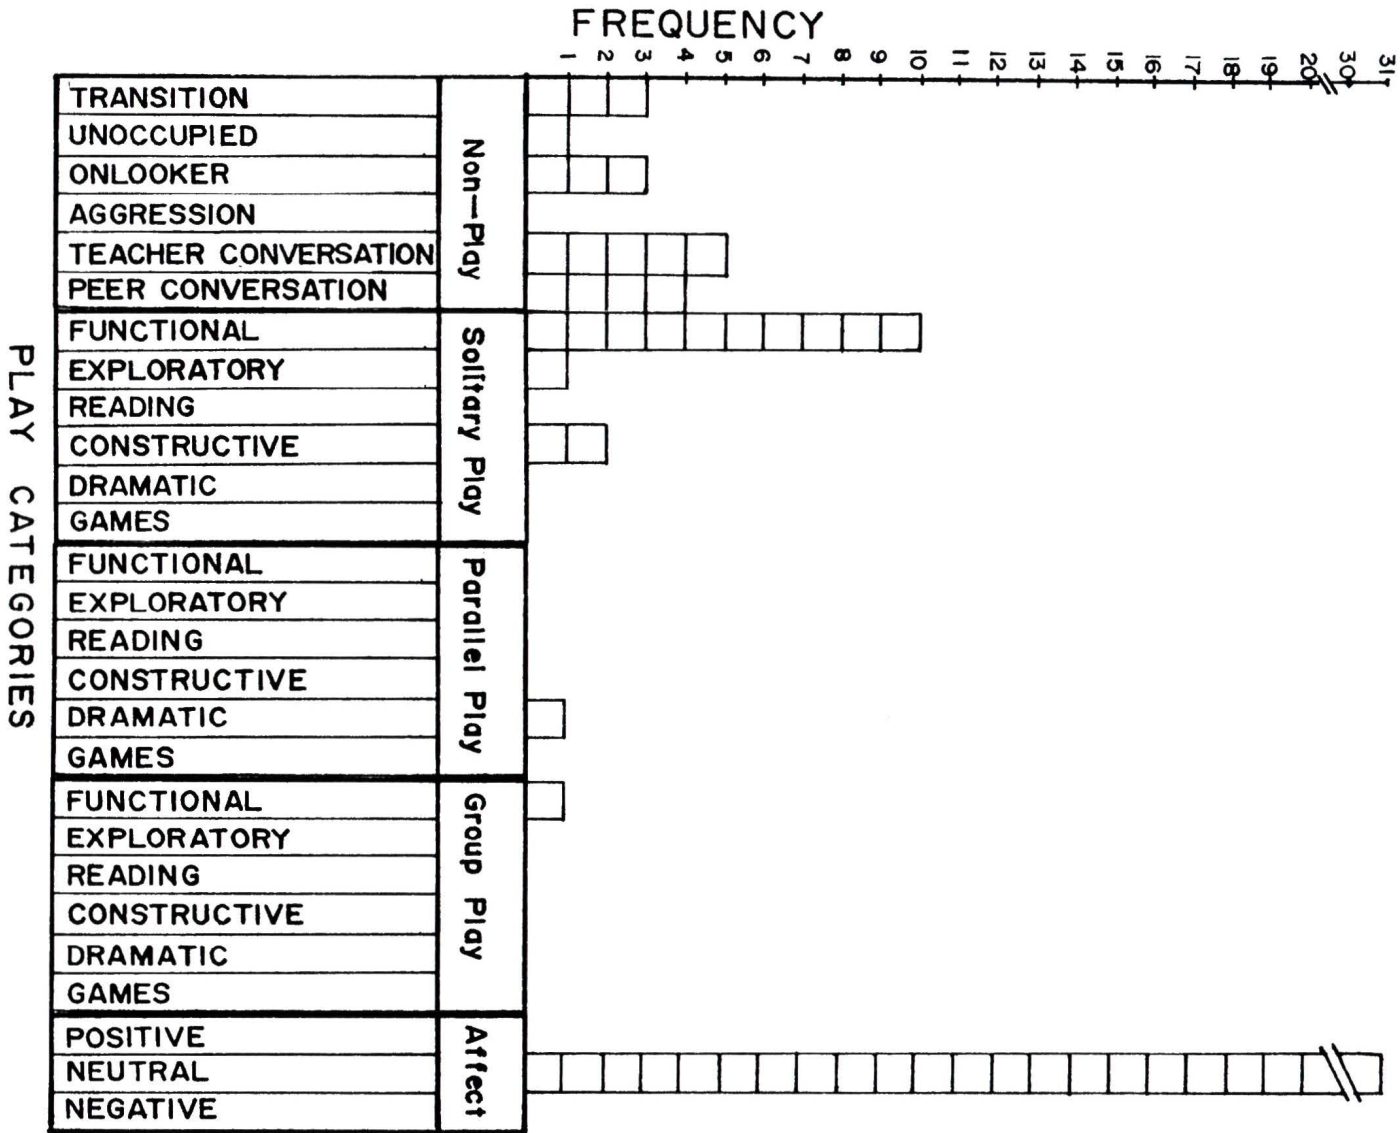 FREQUENCY
1 2 3 4 5 6 7 8 9 10 11 12 13 14 15 16 17 18 19 20 30 31
PLAY CATEGORIES
Non—Play
TRANSITION
UNOCCUPIED
ONLOOKER
AGGRESSION
TEACHER CONVERSATION
PEER CONVERSATION
Solitary Play
FUNCTIONAL
EXPLORATORY
READING
CONSTRUCTIVE
DRAMATIC
GAMES
Parallel Play
FUNCTIONAL
EXPLORATORY
READING
CONSTRUCTIVE
DRAMATIC
GAMES
Group Play
FUNCTIONAL
EXPLORATORY
READING
CONSTRUCTIVE
DRAMATIC
GAMES
Affect
POSITIVE
NEUTRAL
NEGATIVE